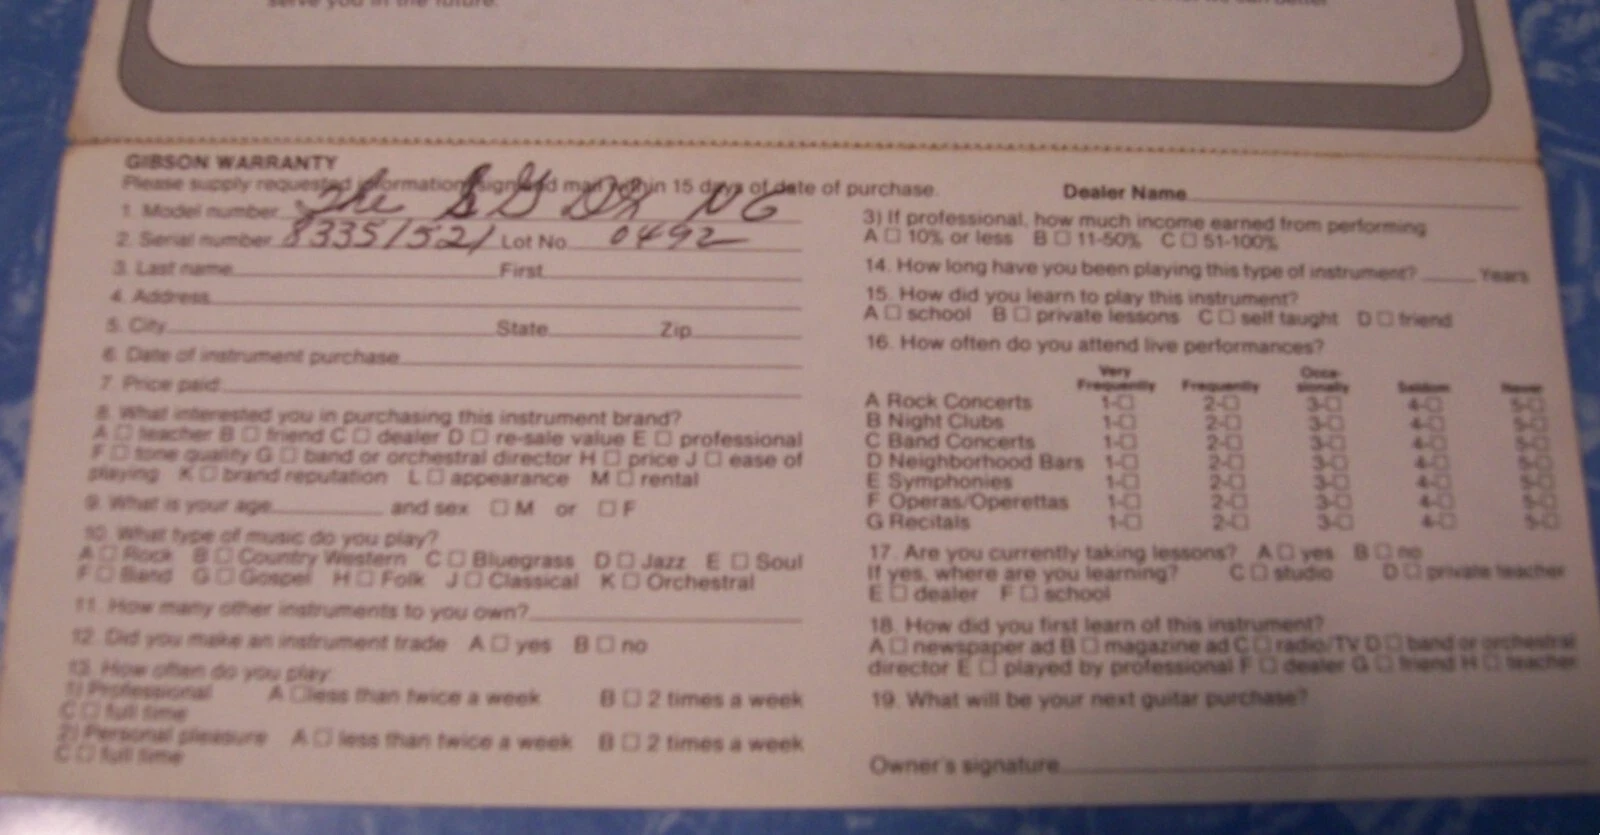 serve you in the future.
GIBSON WARRANTY
Please supply requested information, sign and mail within 15 days of date of purchase.
1. Model number The SG DX NG
2. Serial number 83351521 Lot No. 0492
3. Last name First
4. Address
5. City State Zip
6. Date of instrument purchase
7. Price paid
8. What interested you in purchasing this instrument brand?
A □ teacher B □ friend C □ dealer D □ re-sale value E □ professional
F □ tone quality G □ band or orchestral director H □ price J □ ease of
playing K □ brand reputation L □ appearance M □ rental
9. What is your age and sex □ M or □ F
10. What type of music do you play?
A □ Rock B □ Country Western C □ Bluegrass D □ Jazz E □ Soul
F □ Band G □ Gospel H □ Folk J □ Classical K □ Orchestral
11. How many other instruments to you own?
12. Did you make an instrument trade A □ yes B □ no
13. How often do you play:
1) Professional A □ less than twice a week B □ 2 times a week
C □ full time
2) Personal pleasure A □ less than twice a week B □ 2 times a week
C □ full time
Dealer Name
3) If professional, how much income earned from performing
A □ 10% or less B □ 11-50% C □ 51-100%
14. How long have you been playing this type of instrument? Years
15. How did you learn to play this instrument?
A □ school B □ private lessons C □ self taught D □ friend
16. How often do you attend live performances?
Very Frequently Frequently Occa-sionally Seldom Never
A Rock Concerts 1-□ 2-□ 3-□ 4-□ 5-□
B Night Clubs 1-□ 2-□ 3-□ 4-□ 5-□
C Band Concerts 1-□ 2-□ 3-□ 4-□ 5-□
D Neighborhood Bars 1-□ 2-□ 3-□ 4-□ 5-□
E Symphonies 1-□ 2-□ 3-□ 4-□ 5-□
F Operas/Operettas 1-□ 2-□ 3-□ 4-□ 5-□
G Recitals 1-□ 2-□ 3-□ 4-□ 5-□
17. Are you currently taking lessons? A □ yes B □ no
If yes, where are you learning? C □ studio D □ private teacher
E □ dealer F □ school
18. How did you first learn of this instrument?
A □ newspaper ad B □ magazine ad C □ radio/TV D □ band or orchestral
director E □ played by professional F □ dealer G □ friend H □ teacher
19. What will be your next guitar purchase?
Owner's signature